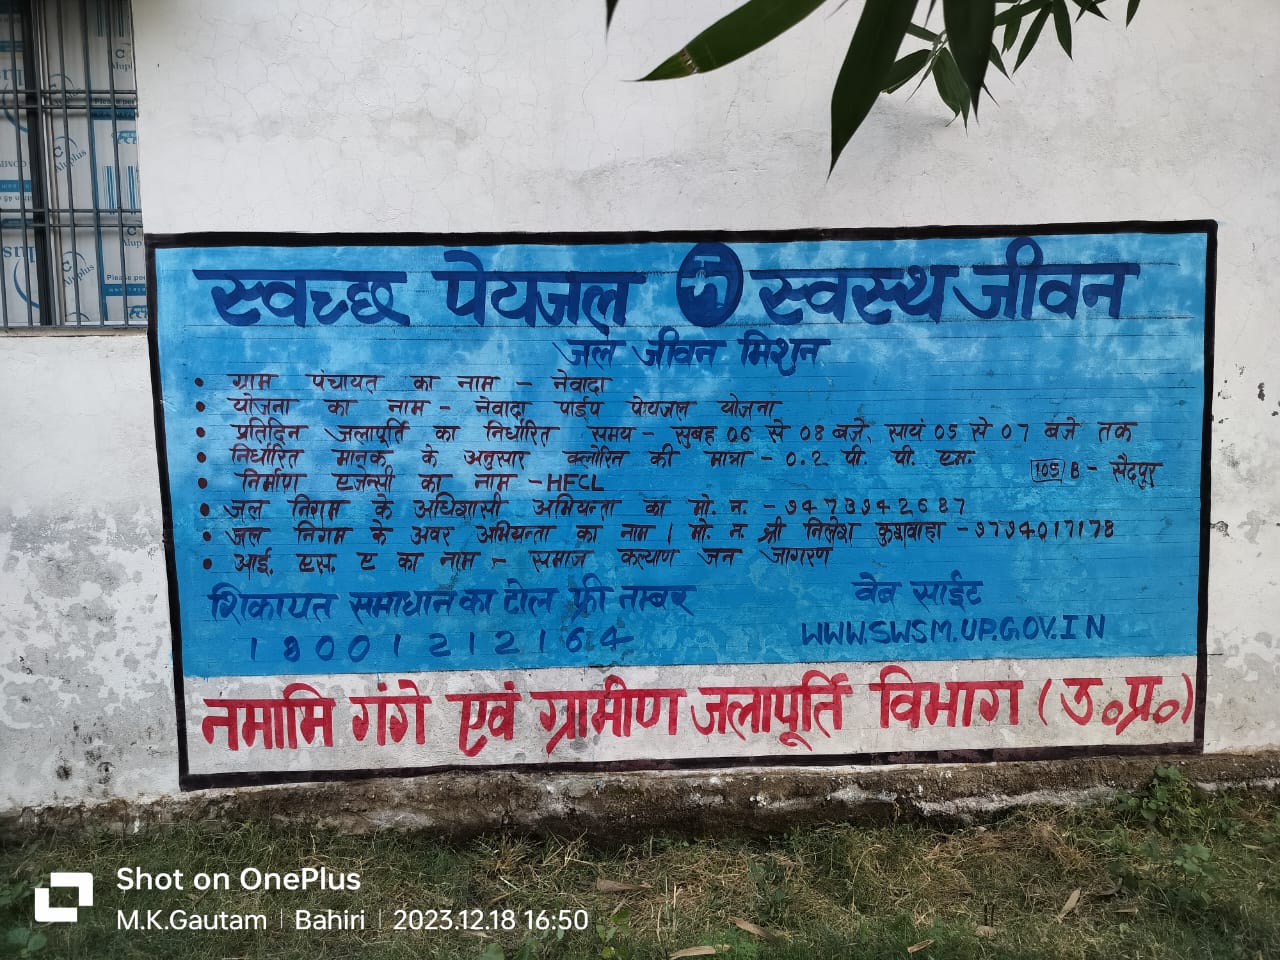 स्वच्छ पेयजल स्वस्थ जीवन
जल जीवन मिशन
• ग्राम पंचायत का नाम - नेवादा
• योजना का नाम - नेवादा पाईप पेयजल योजना
• प्रतिदिन जलापूर्ति का निर्धारित समय - सुबह 06 से 08 बजे, सायं 05 से 07 बजे तक
• निर्धारित मानक के अनुसार क्लोरिन की मात्रा - 0.2 पी. पी. एम.
• निर्माण एजेन्सी का नाम - HFCL
105/B - सैदपुर
• जल निगम के अधिशासी अभियन्ता का मो. न. - 9473942687
• जल निगम के अवर अभियन्ता का नाम / मो. न. श्री निलेश कुशवाहा - 9794017178
• आई. एस. ए का नाम - समाज कल्याण जन जागरण
शिकायत समाधान का टोल फ्री नम्बर
18001212164
वेब साईट
WWW.SWSM.UP.GOV.IN
नमामि गंगे एवं ग्रामीण जलापूर्ति विभाग (उ०प्र०)
Shot on OnePlus
M.K.Gautam | Bahiri | 2023.12.18 16:50